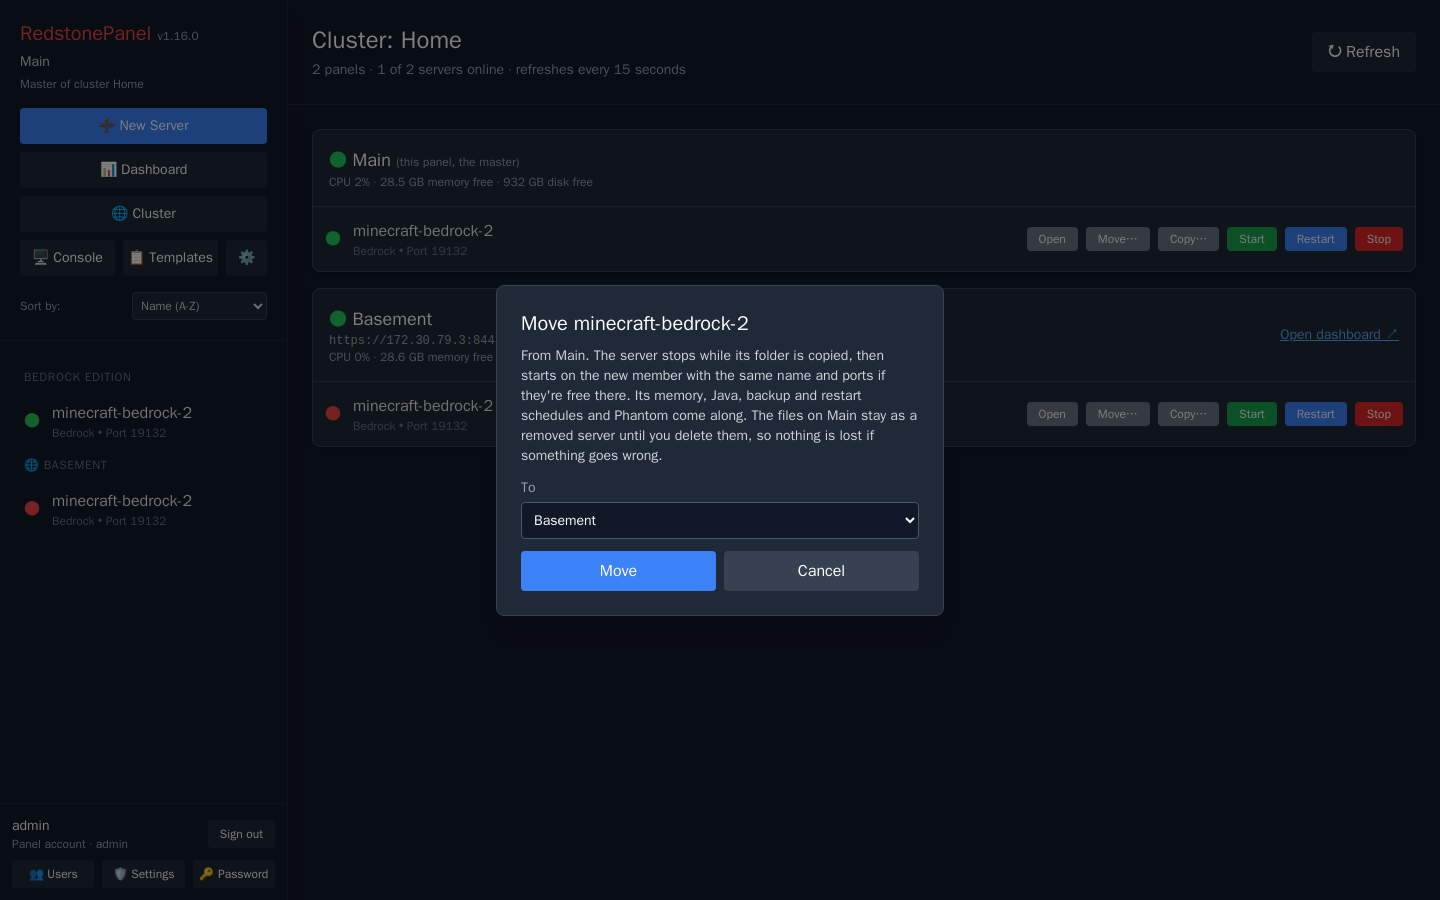 RedstonePanel v1.16.0
Main
Master of cluster Home
New Server
Dashboard
Cluster
Console
Templates
Sort by:
Name (A-Z)
BEDROCK EDITION
minecraft-bedrock-2
Bedrock • Port 19132
BASEMENT
minecraft-bedrock-2
Bedrock • Port 19132
admin
Panel account · admin
Sign out
Users
Settings
Password
Cluster: Home
2 panels · 1 of 2 servers online · refreshes every 15 seconds
Refresh
Main (this panel, the master)
CPU 2% · 28.5 GB memory free · 932 GB disk free
minecraft-bedrock-2
Bedrock • Port 19132
Open
Move···
Copy···
Start
Restart
Stop
Basement
https://172.30.79.3:844
CPU 0% · 28.6 GB memory free
Open dashboard ↗
minecraft-bedrock-2
Bedrock • Port 19132
Open
Move···
Copy···
Start
Restart
Stop
Move minecraft-bedrock-2
From Main. The server stops while its folder is copied, then
starts on the new member with the same name and ports if
they're free there. Its memory, Java, backup and restart
schedules and Phantom come along. The files on Main stay as a
removed server until you delete them, so nothing is lost if
something goes wrong.
To
Basement
Move
Cancel